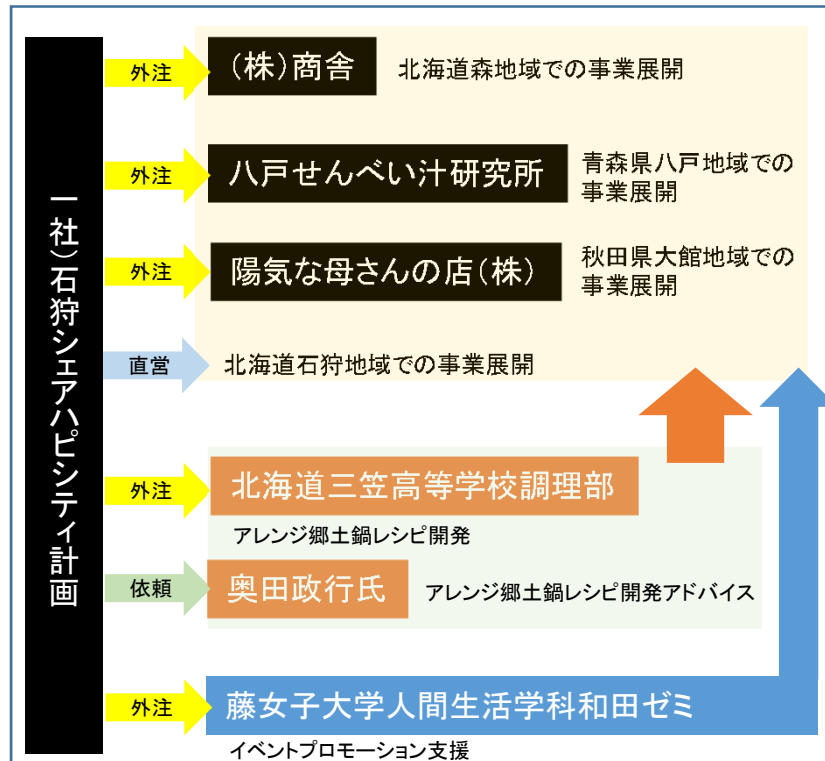 一社）石狩シェアハピシティ計画
外注
（株）商舎
北海道森地域での事業展開
外注
八戸せんべい汁研究所
青森県八戸地域での
事業展開
外注
陽気な母さんの店（株）
秋田県大館地域での
事業展開
直営
北海道石狩地域での事業展開
外注
北海道三笠高等学校調理部
アレンジ郷土鍋レシピ開発
依頼
奥田政行氏
アレンジ郷土鍋レシピ開発アドバイス
外注
藤女子大学人間生活学科和田ゼミ
イベントプロモーション支援